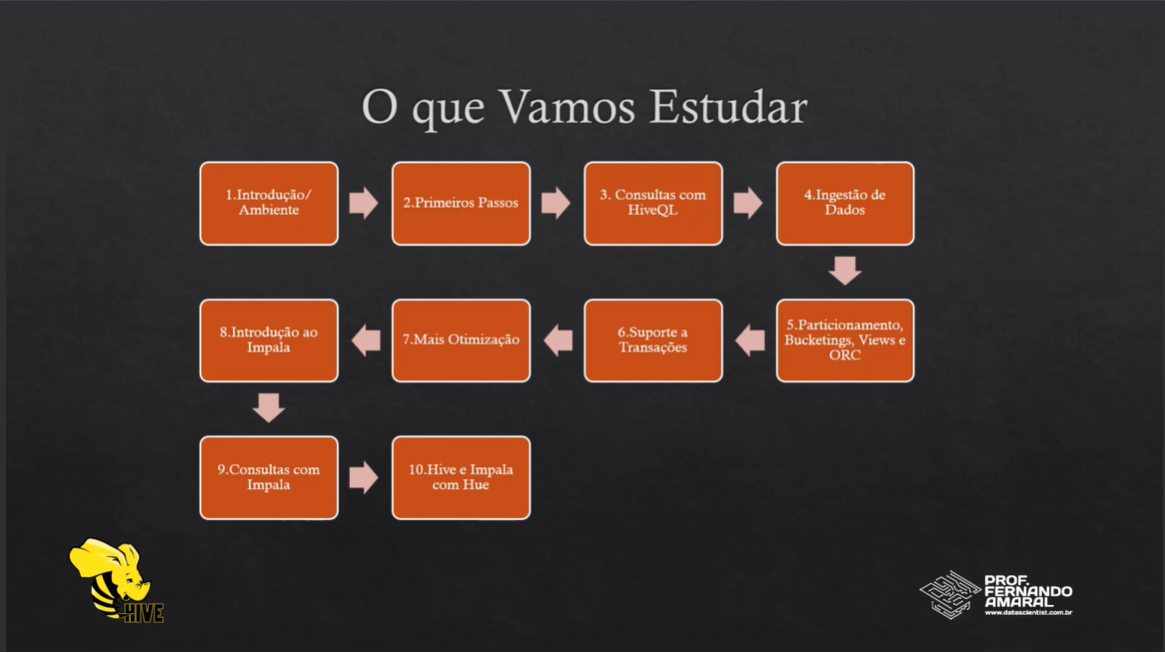 O que Vamos Estudar
1.Introdução/
Ambiente
2.Primeiros Passos
3. Consultas com
HiveQL
4.Ingestão de
Dados
5.Particionamento,
Bucketings, Views e
ORC
6.Suporte a
Transações
7.Mais Otimização
8.Introdução ao
Impala
9.Consultas com
Impala
10.Hive e Impala
com Hue
HIVE
PROF.
FERNANDO
AMARAL
www.datascientist.com.br